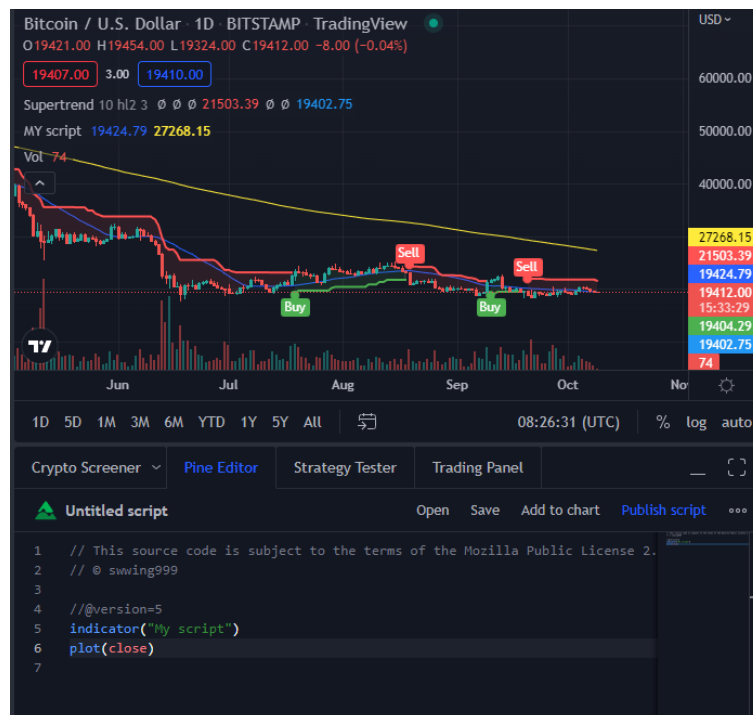 Bitcoin / U.S. Dollar · 1D · BITSTAMP · TradingView
USD
O19421.00 H19454.00 L19324.00 C19412.00 −8.00 (−0.04%)
19407.00 3.00 19410.00
Supertrend 10 hl2 3 ø ø ø 21503.39 ø ø 19402.75
MY script 19424.79 27268.15
Vol 74
60000.00
50000.00
40000.00
27268.15
21503.39
19424.79
19412.00
15:33:29
19404.29
19402.75
74
Sell
Sell
Buy
Buy
Jun Jul Aug Sep Oct No
1D 5D 1M 3M 6M YTD 1Y 5Y All 08:26:31 (UTC) % log auto
Crypto Screener Pine Editor Strategy Tester Trading Panel
Untitled script Open Save Add to chart Publish script
1 // This source code is subject to the terms of the Mozilla Public License 2.
2 // © swwing999
3
4 //@version=5
5 indicator("My script")
6 plot(close)
7